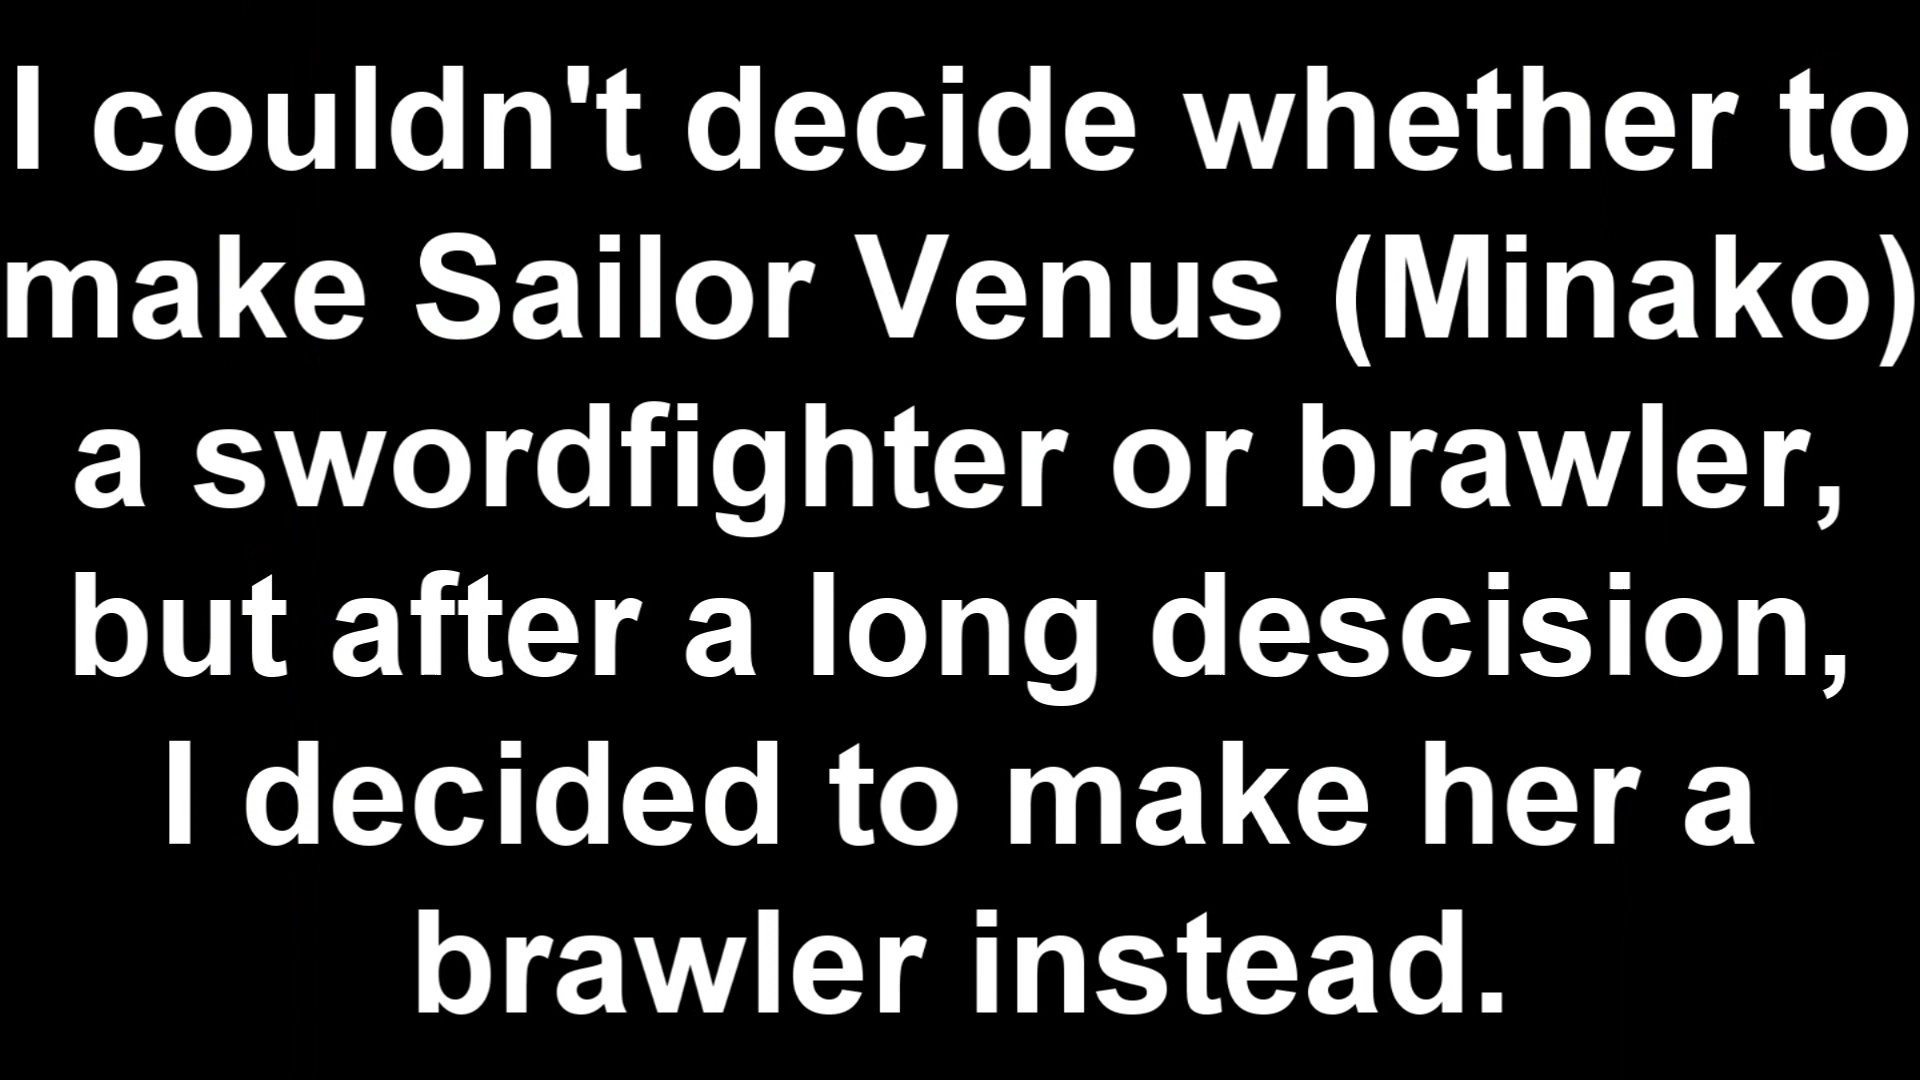 I couldn't decide whether to
make Sailor Venus (Minako)
a swordfighter or brawler,
but after a long descision,
I decided to make her a
brawler instead.